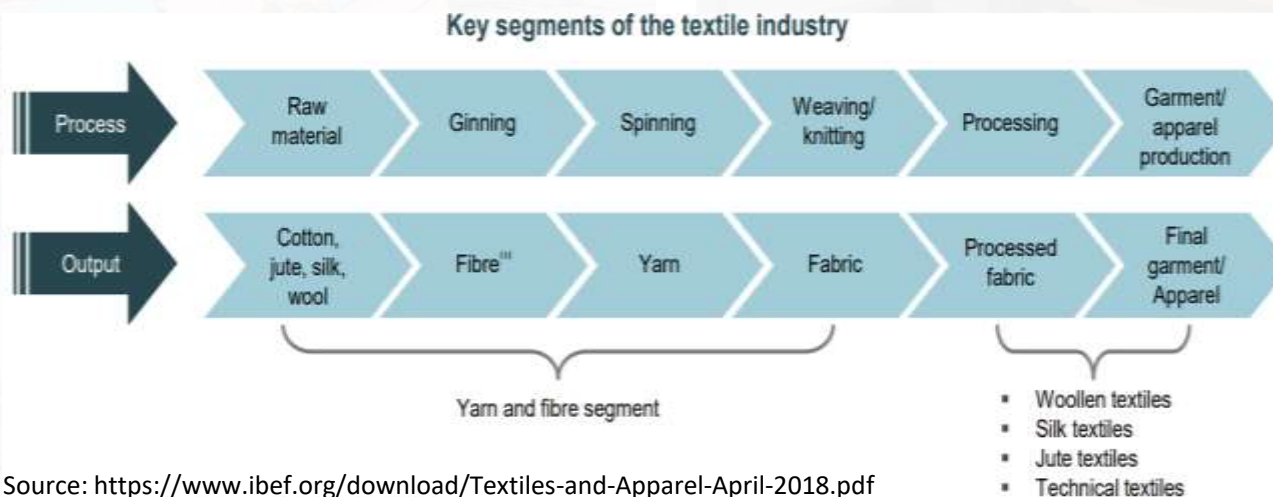 Key segments of the textile industry
Process
Raw
material
Ginning
Spinning
Weaving/
knitting
Processing
Garment/
apparel
production
Output
Cotton,
jute, silk,
wool
Fibre"'
Yarn
Fabric
Processed
fabric
Final
garment/
Apparel
Yarn and fibre segment
▪ Woollen textiles
▪ Silk textiles
▪ Jute textiles
▪ Technical textiles
Source: https://www.ibef.org/download/Textiles-and-Apparel-April-2018.pdf